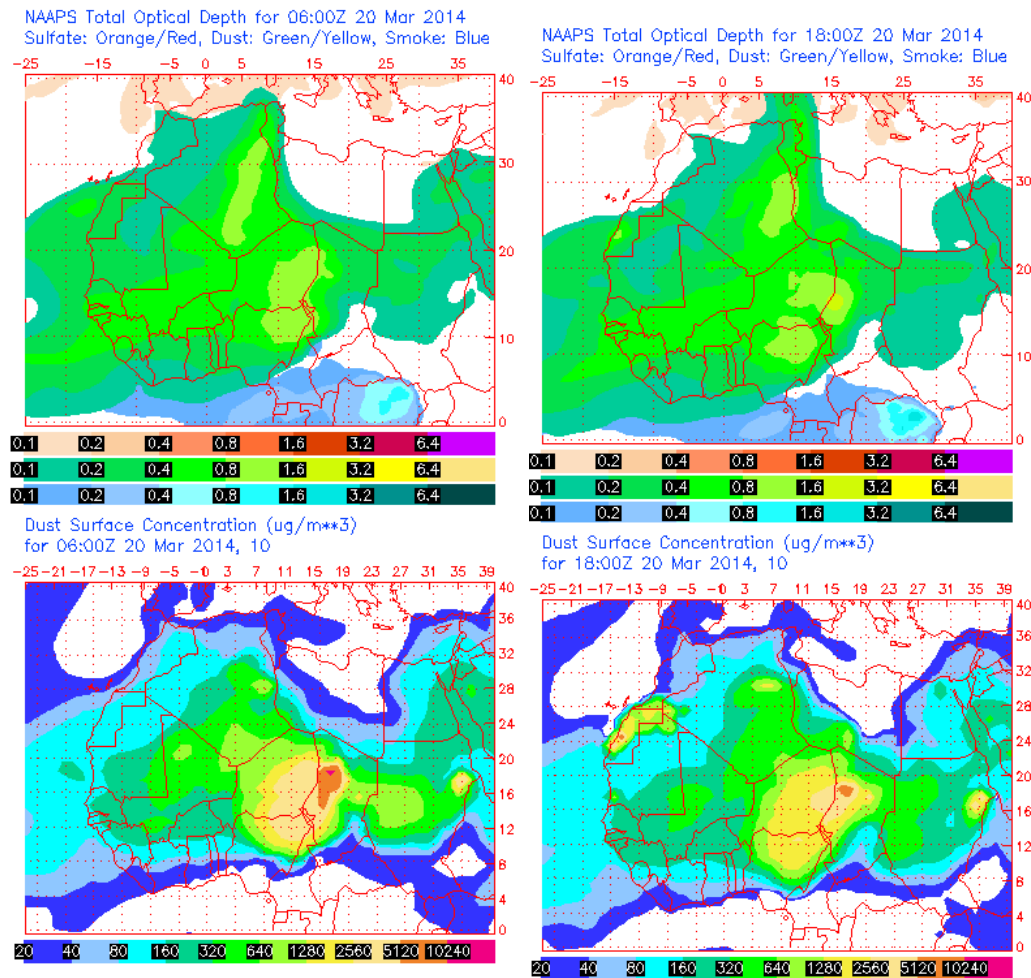 NAAPS Total Optical Depth for 06:00Z 20 Mar 2014
Sulfate: Orange/Red, Dust: Green/Yellow, Smoke: Blue
-25 -15 -5 0 5 15 25 35
40
30
20
10
0
0.1 0.2 0.4 0.8 1.6 3.2 6.4
0.1 0.2 0.4 0.8 1.6 3.2 6.4
0.1 0.2 0.4 0.8 1.6 3.2 6.4
NAAPS Total Optical Depth for 18:00Z 20 Mar 2014
Sulfate: Orange/Red, Dust: Green/Yellow, Smoke: Blue
-25 -15 -5 0 5 15 25 35
40
30
20
10
0
0.1 0.2 0.4 0.8 1.6 3.2 6.4
0.1 0.2 0.4 0.8 1.6 3.2 6.4
0.1 0.2 0.4 0.8 1.6 3.2 6.4
Dust Surface Concentration (ug/m**3)
for 06:00Z 20 Mar 2014, 10
-25 -21 -17 -13 -9 -5 -0 3 7 11 15 19 23 27 31 35 39
40
36
32
28
24
20
16
12
8
4
0
20 40 80 160 320 640 1280 2560 5120 10240
Dust Surface Concentration (ug/m**3)
for 18:00Z 20 Mar 2014, 10
-25 -21 -17 -13 -9 -5 -0 3 7 11 15 19 23 27 31 35 39
40
36
32
28
24
20
16
12
8
4
0
20 40 80 160 320 640 1280 2560 5120 10240